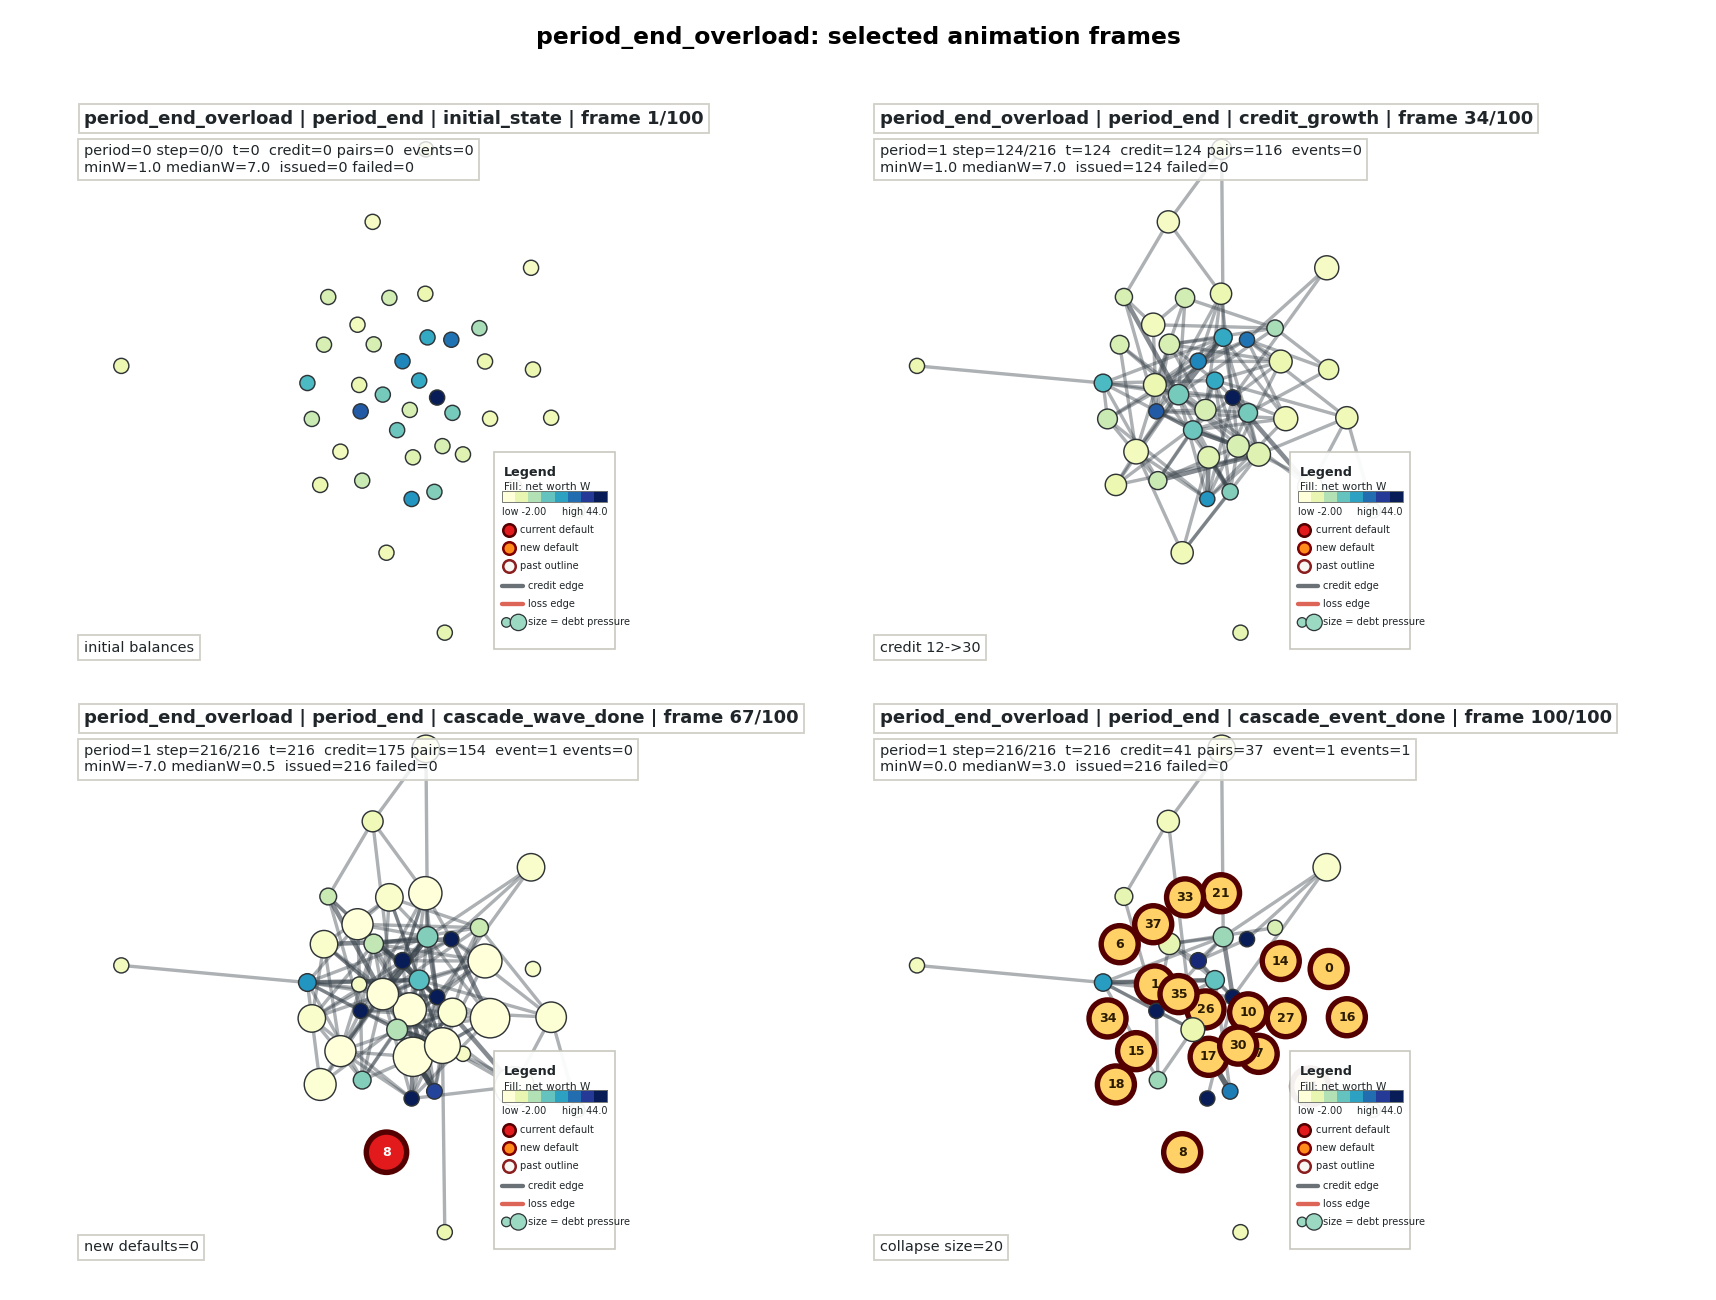 period_end_overload: selected animation frames
period_end_overload | period_end | initial_state | frame 1/100
period=0 step=0/0  t=0  credit=0 pairs=0  events=0
minW=1.0 medianW=7.0  issued=0 failed=0
Legend
Fill: net worth W
low -2.00 high 44.0
current default
new default
past outline
credit edge
loss edge
size = debt pressure
initial balances
period_end_overload | period_end | credit_growth | frame 34/100
period=1 step=124/216  t=124  credit=124 pairs=116  events=0
minW=1.0 medianW=7.0  issued=124 failed=0
Legend
Fill: net worth W
low -2.00 high 44.0
current default
new default
past outline
credit edge
loss edge
size = debt pressure
credit 12->30
period_end_overload | period_end | cascade_wave_done | frame 67/100
period=1 step=216/216  t=216  credit=175 pairs=154  event=1 events=0
minW=-7.0 medianW=0.5  issued=216 failed=0
8
Legend
Fill: net worth W
low -2.00 high 44.0
current default
new default
past outline
credit edge
loss edge
size = debt pressure
new defaults=0
period_end_overload | period_end | cascade_event_done | frame 100/100
period=1 step=216/216  t=216  credit=41 pairs=37  event=1 events=1
minW=0.0 medianW=3.0  issued=216 failed=0
33 21
37
6
14
0
35
26
10
34
27
16
15
17
30
18
8
Legend
Fill: net worth W
low -2.00 high 44.0
current default
new default
past outline
credit edge
loss edge
size = debt pressure
collapse size=20